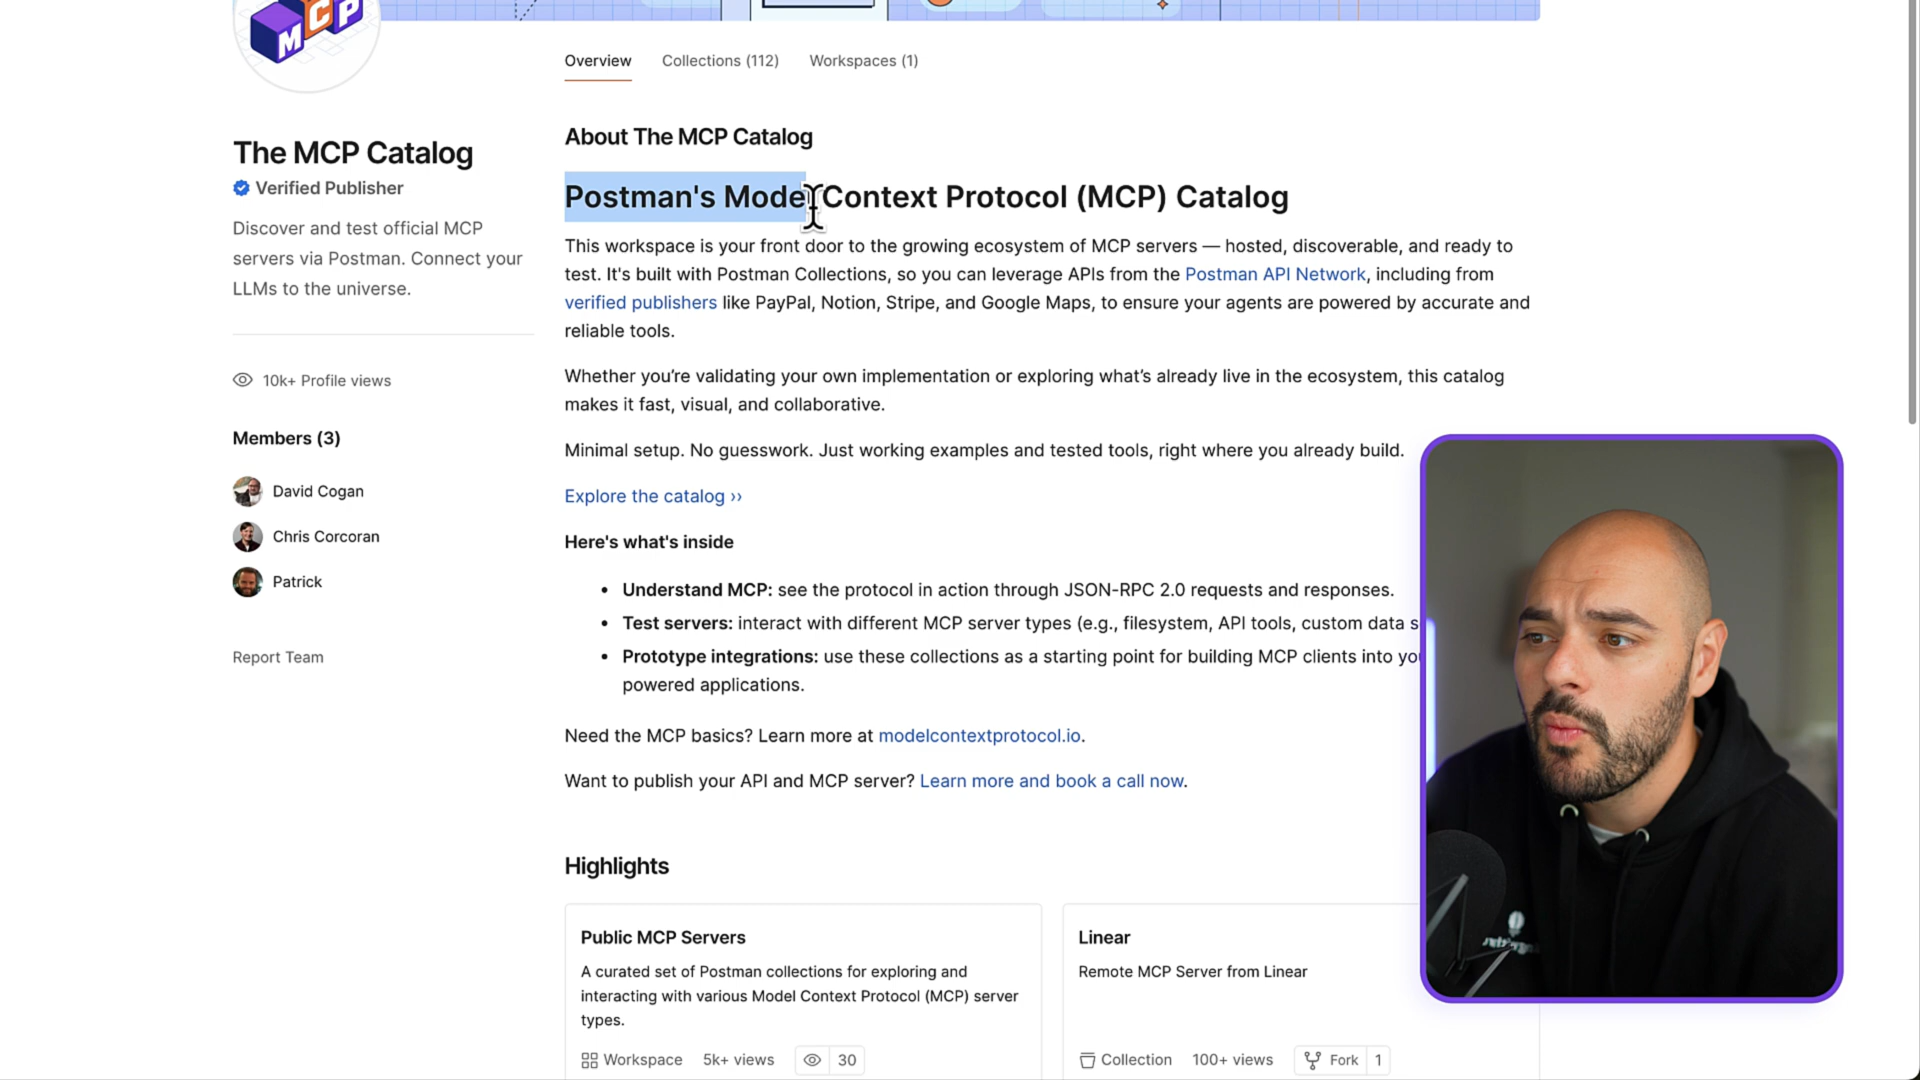 MCP
Overview
Collections (112)
Workspaces (1)
The MCP Catalog
Verified Publisher
Discover and test official MCP
servers via Postman. Connect your
LLMs to the universe.
10k+ Profile views
Members (3)
David Cogan
Chris Corcoran
Patrick
Report Team
About The MCP Catalog
Postman's Model Context Protocol (MCP) Catalog
This workspace is your front door to the growing ecosystem of MCP servers — hosted, discoverable, and ready to
test. It's built with Postman Collections, so you can leverage APIs from the Postman API Network, including from
verified publishers like PayPal, Notion, Stripe, and Google Maps, to ensure your agents are powered by accurate and
reliable tools.
Whether you’re validating your own implementation or exploring what’s already live in the ecosystem, this catalog
makes it fast, visual, and collaborative.
Minimal setup. No guesswork. Just working examples and tested tools, right where you already build.
Explore the catalog ››
Here's what's inside
• Understand MCP: see the protocol in action through JSON-RPC 2.0 requests and responses.
• Test servers: interact with different MCP server types (e.g., filesystem, API tools, custom data s
• Prototype integrations: use these collections as a starting point for building MCP clients into you
powered applications.
Need the MCP basics? Learn more at modelcontextprotocol.io.
Want to publish your API and MCP server? Learn more and book a call now.
Highlights
Public MCP Servers
A curated set of Postman collections for exploring and
interacting with various Model Context Protocol (MCP) server
types.
Workspace 5k+ views 30
Linear
Remote MCP Server from Linear
Collection 100+ views Fork 1